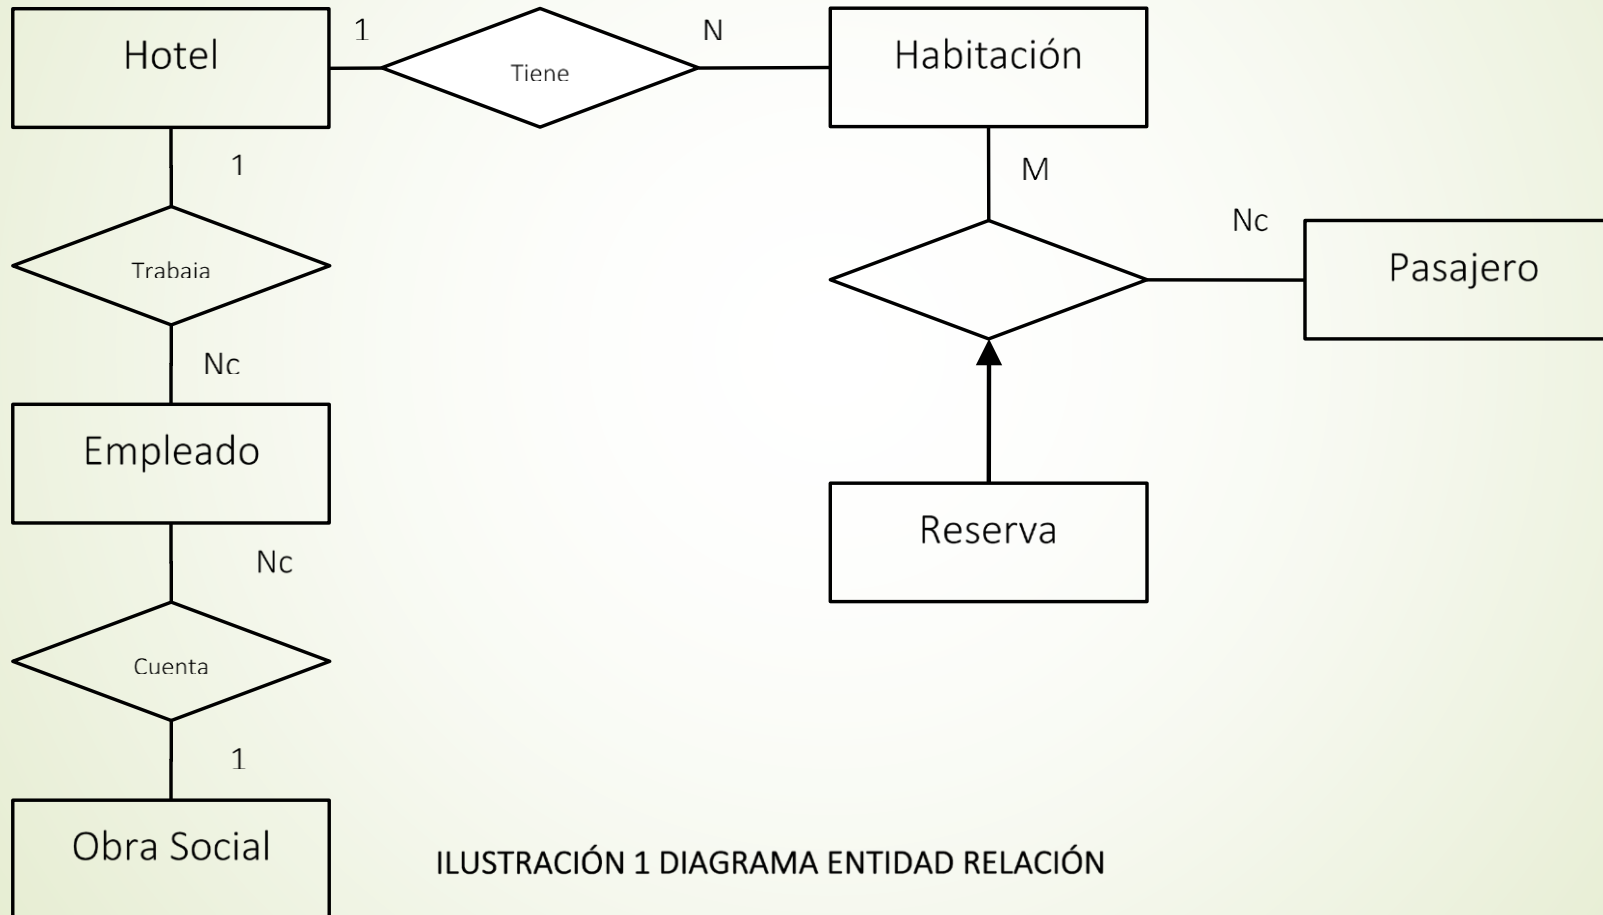 Hotel
1
Tiene
N
Habitación
1
M
Trabaja
Nc
Pasajero
Nc
Empleado
Nc
Reserva
Cuenta
1
Obra Social
ILUSTRACIÓN 1 DIAGRAMA ENTIDAD RELACIÓN